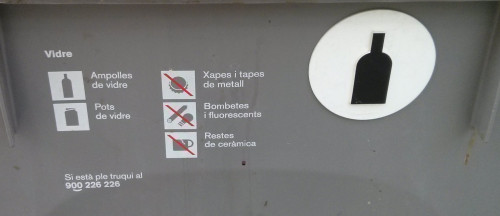 Vidre
Ampolles
de vidre
Pots
de vidre
Xapes i tapes
de metall
Bombetes
i fluorescents
Restes
de ceràmica
Si està ple truqui al
900 226 226